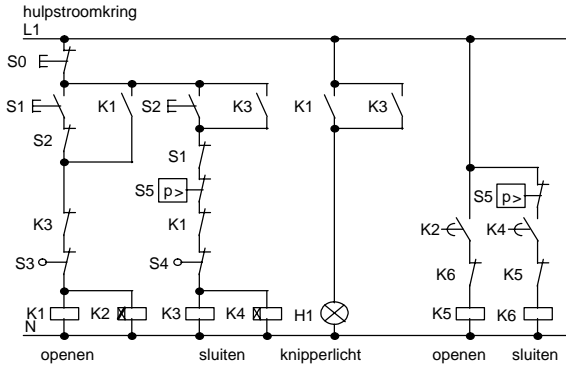 hulpstroomkring
L1
S0
S1 K1 S2 K3 K1 K3
S2
S1
S5 p> S5 p>
K3 K1 K2 K4
S3 S4 K6 K5
K1 K2 K3 K4 H1 K5 K6
N
openen sluiten knipperlicht openen sluiten